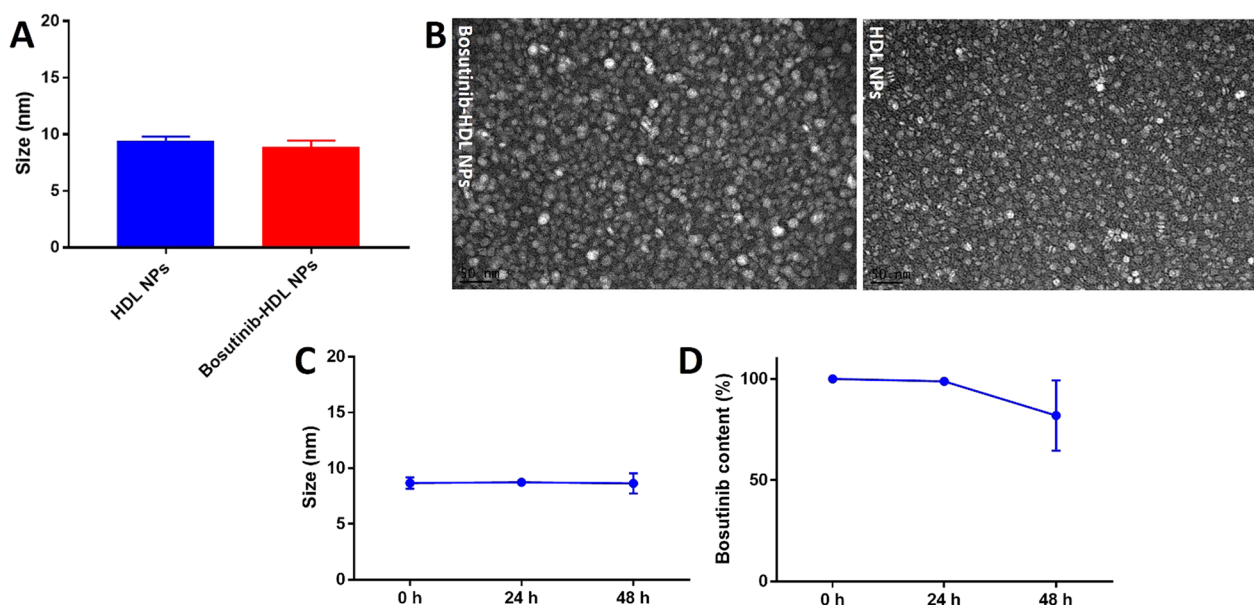 A
Size (nm)
20
15
10
5
0
HDL NPs
Bosutinib-HDL NPs
B
Bosutinib-HDL NPs
50 nm
HDL NPs
50 nm
C
Size (nm)
20
15
10
5
0
0 h
24 h
48 h
D
Bosutinib content (%)
100
50
0
0 h
24 h
48 h